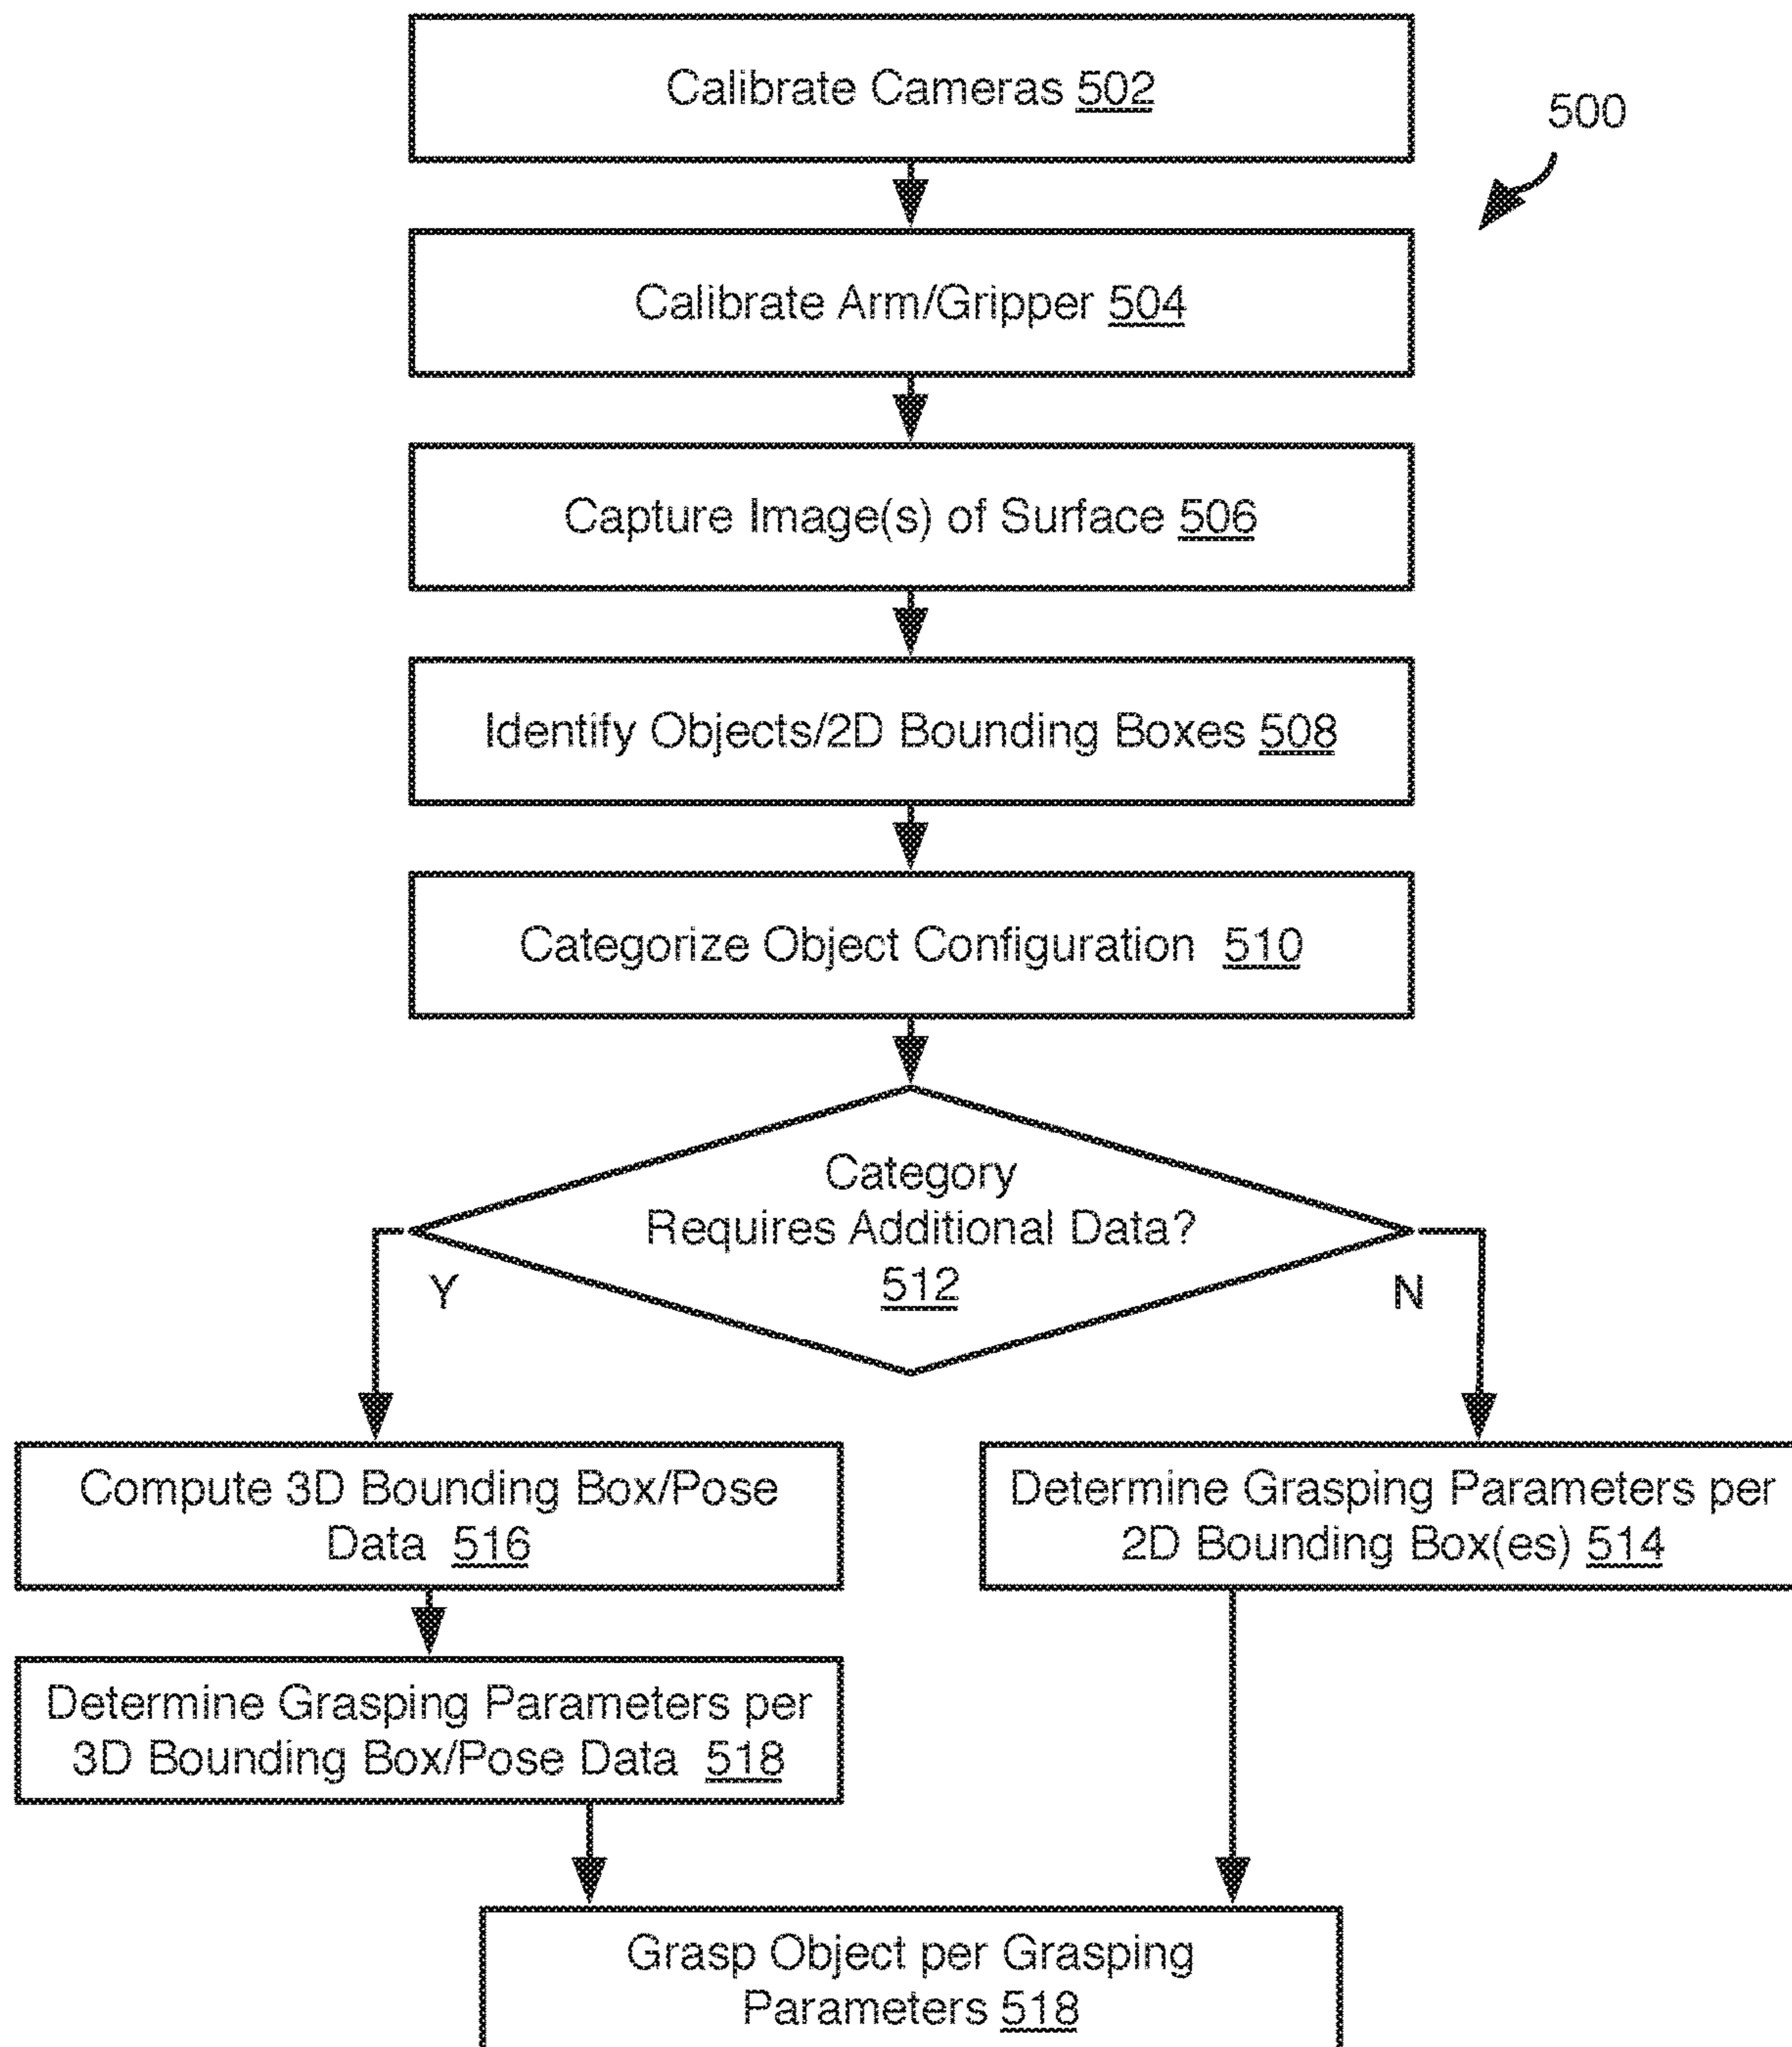 Calibrate Cameras 502
500
Calibrate Arm/Gripper 504
Capture Image(s) of Surface 506
Identify Objects/2D Bounding Boxes 508
Categorize Object Configuration 510
Category
Requires Additional Data?
512
Y
N
Compute 3D Bounding Box/Pose
Data 516
Determine Grasping Parameters per
2D Bounding Box(es) 514
Determine Grasping Parameters per
3D Bounding Box/Pose Data 518
Grasp Object per Grasping
Parameters 518